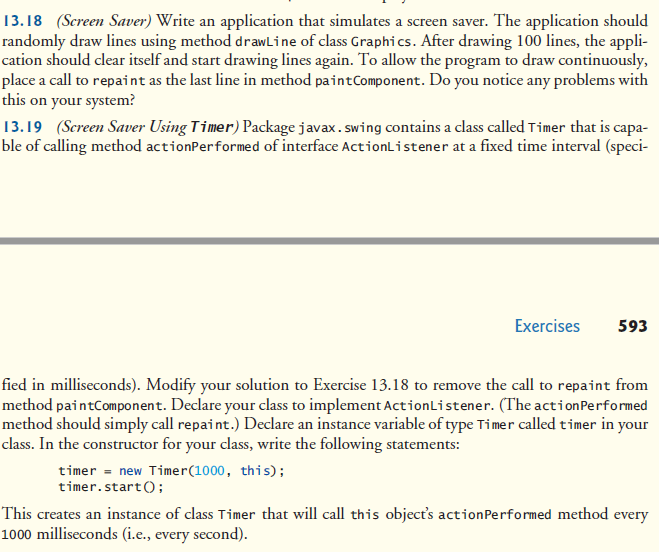 13.18 (Screen Saver) Write an application that simulates a screen saver. The application should
randomly draw lines using method drawLine of class Graphics. After drawing 100 lines, the appli-
cation should clear itself and start drawing lines again. To allow the program to draw continuously,
place a call to repaint as the last line in method paintComponent. Do you notice any problems with
this on your system?
13.19 (Screen Saver Using Timer) Package javax.swing contains a class called Timer that is capa-
ble of calling method actionPerformed of interface ActionListener at a fixed time interval (speci-
Exercises 593
fied in milliseconds). Modify your solution to Exercise 13.18 to remove the call to repaint from
method paintComponent. Declare your class to implement ActionListener. (The actionPerformed
method should simply call repaint.) Declare an instance variable of type Timer called timer in your
class. In the constructor for your class, write the following statements:
timer = new Timer(1000, this);
timer.start();
This creates an instance of class Timer that will call this object's actionPerformed method every
1000 milliseconds (i.e., every second).